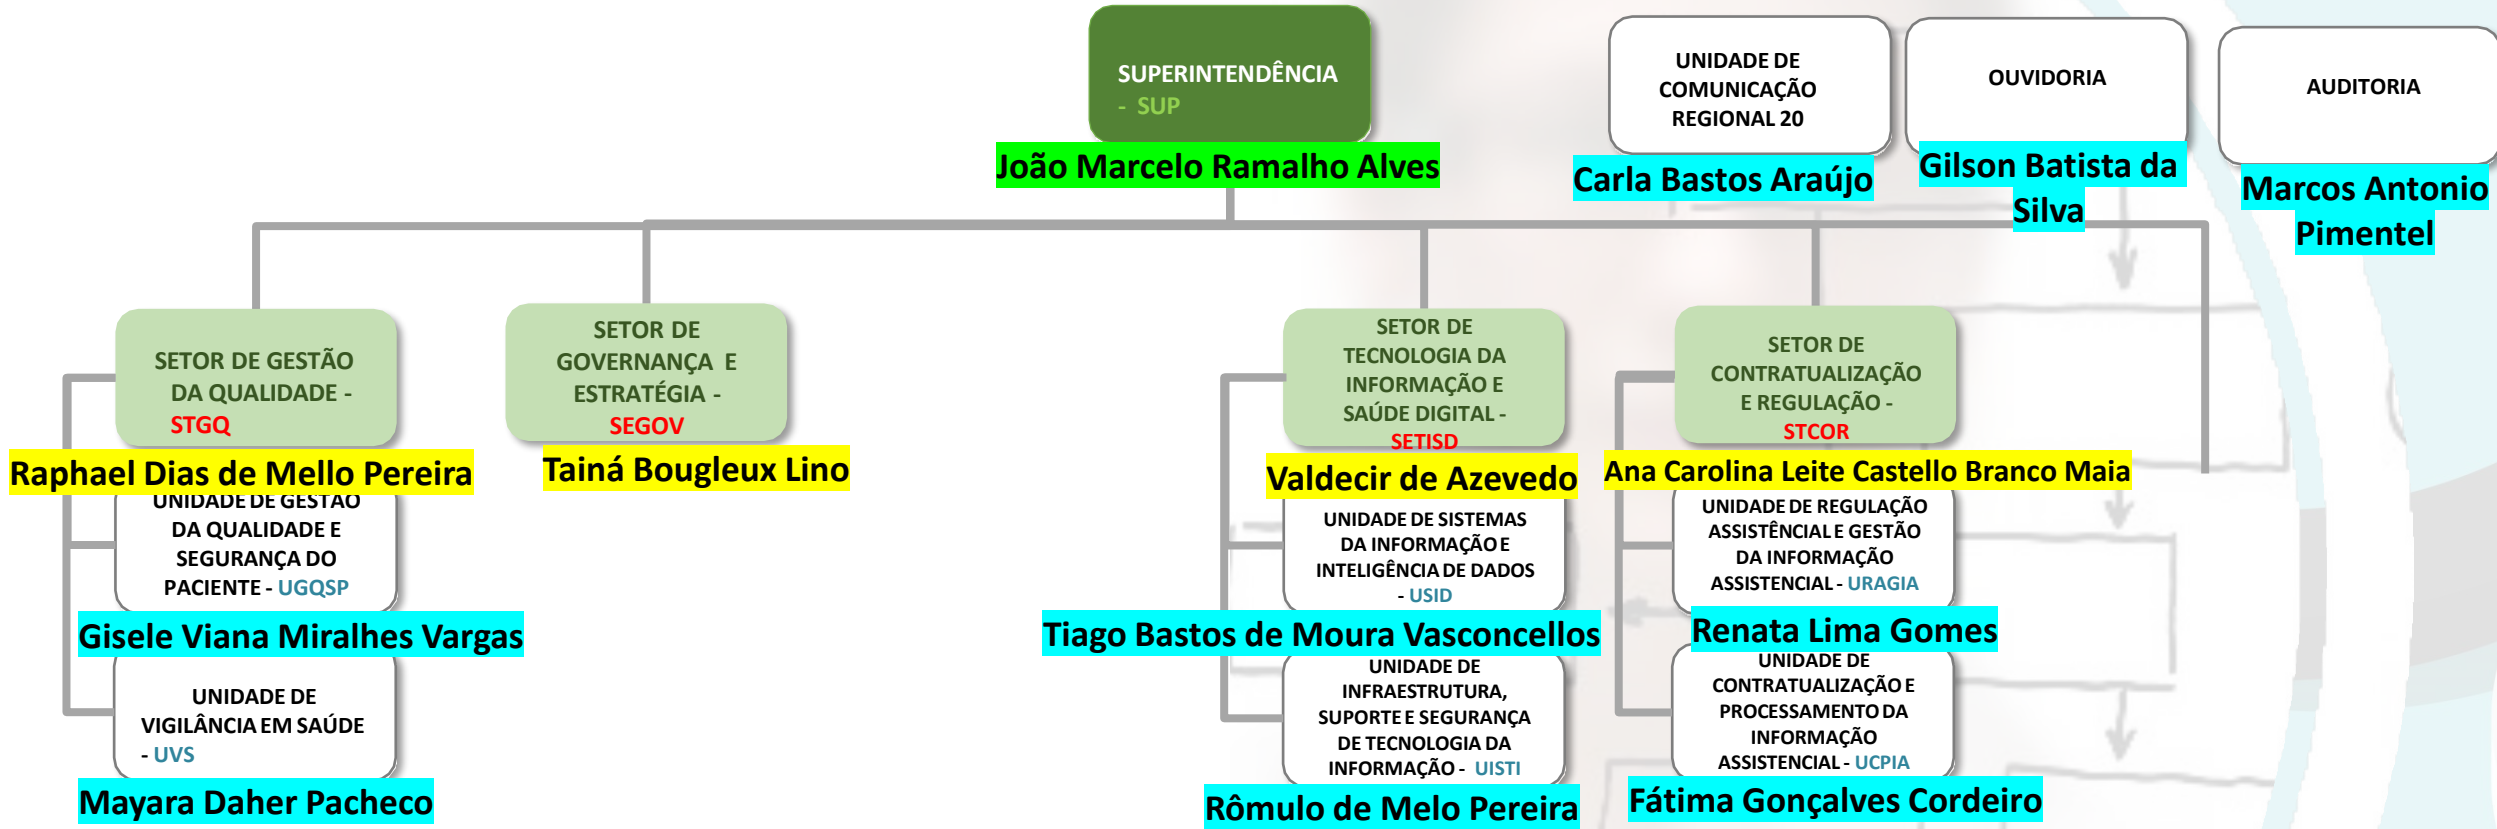 SUPERINTENDÊNCIA
- SUP
João Marcelo Ramalho Alves
UNIDADE DE
COMUNICAÇÃO
REGIONAL 20
Carla Bastos Araújo
OUVIDORIA
Gilson Batista da
Silva
AUDITORIA
Marcos Antonio
Pimentel
SETOR DE GESTÃO
DA QUALIDADE -
STGQ
Raphael Dias de Mello Pereira
UNIDADE DE GESTÃO
DA QUALIDADE E
SEGURANÇA DO
PACIENTE - UGQSP
Gisele Viana Miralhes Vargas
UNIDADE DE
VIGILÂNCIA EM SAÚDE
- UVS
Mayara Daher Pacheco
SETOR DE
GOVERNANÇA E
ESTRATÉGIA -
SEGOV
Tainá Bougleux Lino
SETOR DE
TECNOLOGIA DA
INFORMAÇÃO E
SAÚDE DIGITAL -
SETISD
Valdecir de Azevedo
UNIDADE DE SISTEMAS
DA INFORMAÇÃO E
INTELIGÊNCIA DE DADOS
- USID
Tiago Bastos de Moura Vasconcellos
UNIDADE DE
INFRAESTRUTURA,
SUPORTE E SEGURANÇA
DE TECNOLOGIA DA
INFORMAÇÃO - UISTI
Rômulo de Melo Pereira
SETOR DE
CONTRATUALIZAÇÃO
E REGULAÇÃO -
STCOR
Ana Carolina Leite Castello Branco Maia
UNIDADE DE REGULAÇÃO
ASSISTÊNCIAL E GESTÃO
DA INFORMAÇÃO
ASSISTENCIAL - URAGIA
Renata Lima Gomes
UNIDADE DE
CONTRATUALIZAÇÃO E
PROCESSAMENTO DA
INFORMAÇÃO
ASSISTENCIAL - UCPIA
Fátima Gonçalves Cordeiro